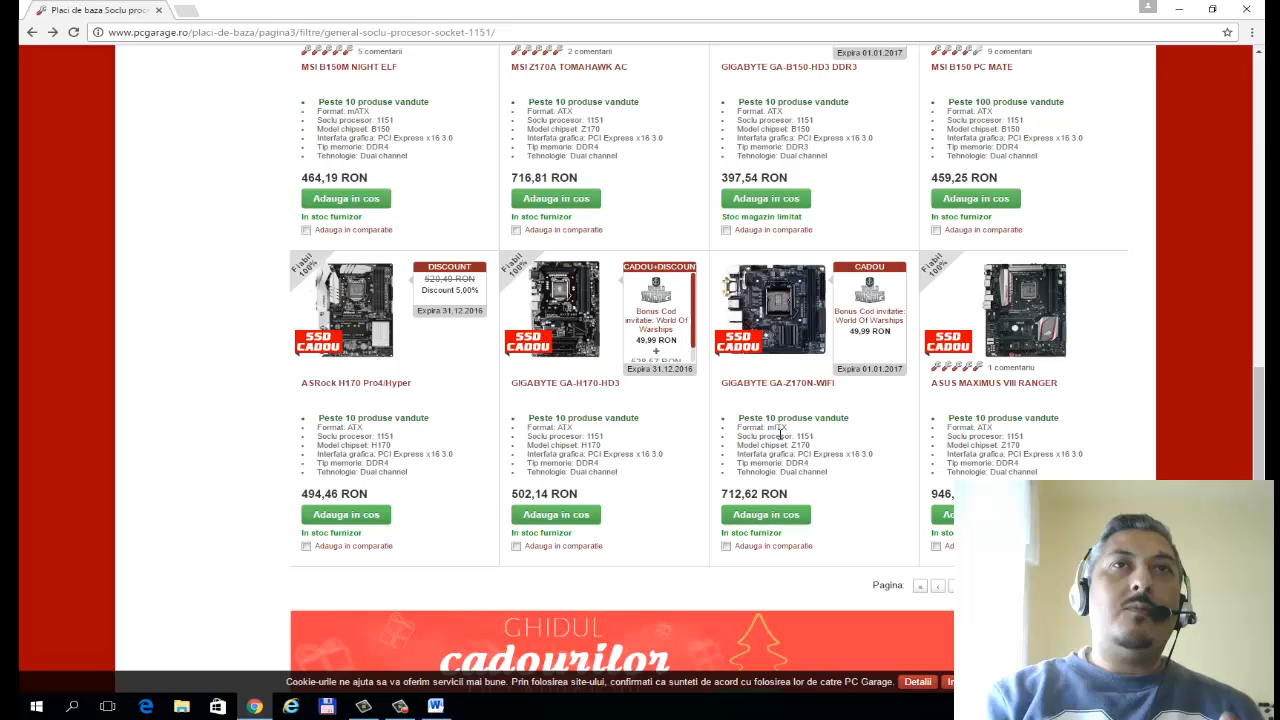 Placi de baza Soclu proc
www.pcgarage.ro/placi-de-baza/pagina3/filtre/general-soclu-procesor-socket-1151/
5 comentarii
2 comentarii
Expira 01.01.2017
9 comentarii
MSI B150M NIGHT ELF
MSI Z170A TOMAHAWK AC
GIGABYTE GA-B150-HD3 DDR3
MSI B150 PC MATE
Peste 10 produse vandute
Format: mATX
Soclu procesor: 1151
Model chipset: B150
Interfata grafica: PCI Express x16 3.0
Tip memorie: DDR4
Tehnologie: Dual channel
Peste 10 produse vandute
Format: ATX
Soclu procesor: 1151
Model chipset: Z170
Interfata grafica: PCI Express x16 3.0
Tip memorie: DDR4
Tehnologie: Dual channel
Peste 10 produse vandute
Format: ATX
Soclu procesor: 1151
Model chipset: B150
Interfata grafica: PCI Express x16 3.0
Tip memorie: DDR3
Tehnologie: Dual channel
Peste 100 produse vandute
Format: ATX
Soclu procesor: 1151
Model chipset: B150
Interfata grafica: PCI Express x16 3.0
Tip memorie: DDR4
Tehnologie: Dual channel
464,19 RON
716,81 RON
397,54 RON
459,25 RON
Adauga in cos
Adauga in cos
Adauga in cos
Adauga in cos
In stoc furnizor
In stoc furnizor
Stoc magazin limitat
In stoc furnizor
Adauga in comparatie
Adauga in comparatie
Adauga in comparatie
Adauga in comparatie
Fiabil 100%
SSD CADOU
DISCOUNT
520,49 RON
Discount 5,00%
Expira 31.12.2016
Fiabil 100%
SSD CADOU
CADOU+DISCOUN
Bonus Cod
invitatie: World Of
Warships
49,99 RON
+
528,57 RON
Expira 31.12.2016
SSD CADOU
CADOU
Bonus Cod invitatie:
World Of Warships
49,99 RON
Expira 01.01.2017
Fiabil 100%
SSD CADOU
1 comentariu
ASRock H170 Pro4/Hyper
GIGABYTE GA-H170-HD3
GIGABYTE GA-Z170N-WIFI
ASUS MAXIMUS VIII RANGER
Peste 10 produse vandute
Format: ATX
Soclu procesor: 1151
Model chipset: H170
Interfata grafica: PCI Express x16 3.0
Tip memorie: DDR4
Tehnologie: Dual channel
Peste 10 produse vandute
Format: ATX
Soclu procesor: 1151
Model chipset: H170
Interfata grafica: PCI Express x16 3.0
Tip memorie: DDR4
Tehnologie: Dual channel
Peste 10 produse vandute
Format: mITX
Soclu procesor: 1151
Model chipset: Z170
Interfata grafica: PCI Express x16 3.0
Tip memorie: DDR4
Tehnologie: Dual channel
Peste 10 produse vandute
Format: ATX
Soclu procesor: 1151
Model chipset: Z170
Interfata grafica: PCI Express x16 3.0
Tip memorie: DDR4
Tehnologie: Dual channel
494,46 RON
502,14 RON
712,62 RON
946,
Adauga in cos
Adauga in cos
Adauga in cos
Ad
In stoc furnizor
In stoc furnizor
In stoc furnizor
In
Adauga in comparatie
Adauga in comparatie
Adauga in comparatie
Ad
Pagina: « ‹
GHIDUL
cadourilor
Cookie-urile ne ajuta sa va oferim servicii mai bune. Prin folosirea site-ului, confirmati ca sunteti de acord cu folosirea lor de catre PC Garage. Detalii In